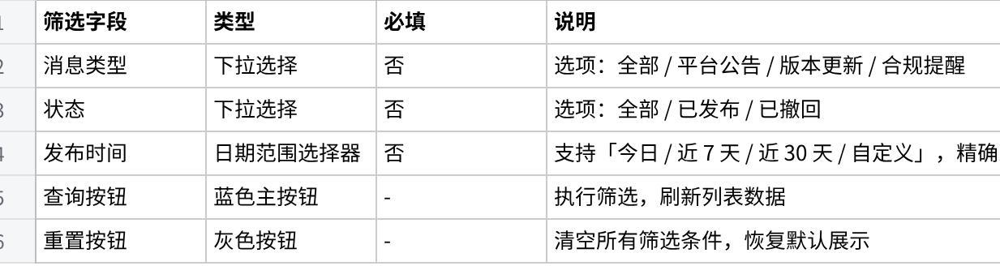 1 筛选字段 类型 必填 说明
2 消息类型 下拉选择 否 选项：全部 / 平台公告 / 版本更新 / 合规提醒
3 状态 下拉选择 否 选项：全部 / 已发布 / 已撤回
4 发布时间 日期范围选择器 否 支持「今日 / 近 7 天 / 近 30 天 / 自定义」，精确
5 查询按钮 蓝色主按钮 - 执行筛选，刷新列表数据
6 重置按钮 灰色按钮 - 清空所有筛选条件，恢复默认展示